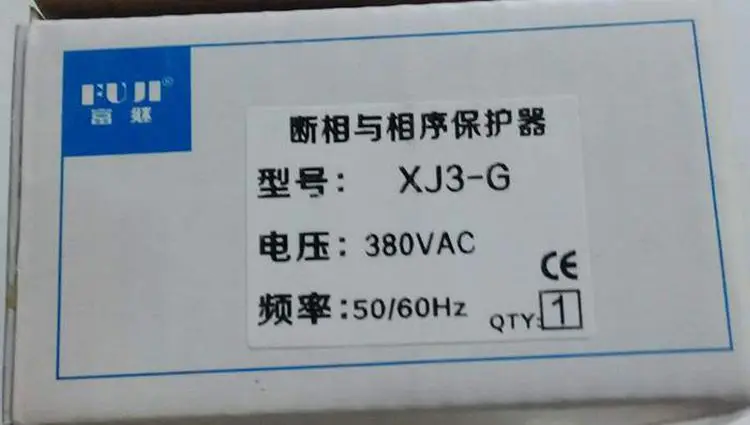 FUJI®
富继
断相与相序保护器
型号: XJ3-G
电压: 380VAC
CE
频率:50/60Hz
QTY:1